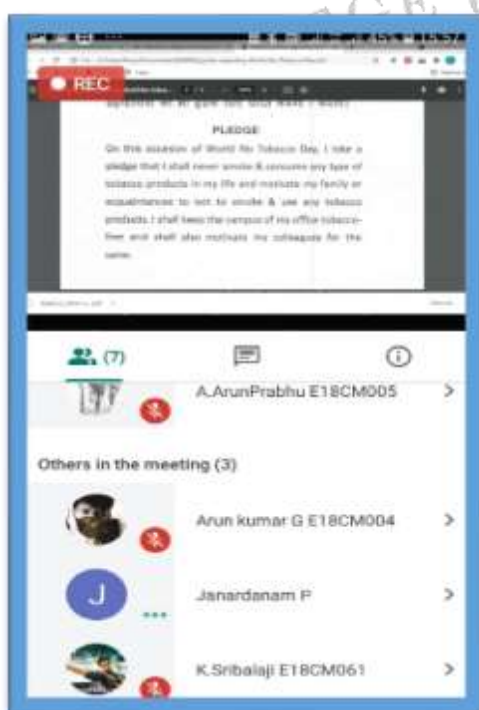 45% 15:57
REC
PLEDGE
On this occasion of World No Tobacco Day, I take a
pledge that I shall never smoke & consume any type of
tobacco products in my life and motivate my family or
acquaintances to not to smoke & use any tobacco
products. I shall keep the campus of my office tobacco-
free and shall also motivate my colleagues for the
same.
(7)
A.ArunPrabhu E18CM005
Others in the meeting (3)
Arun kumar G E18CM004
J
Janardanam P
K.Sribalaji E18CM061